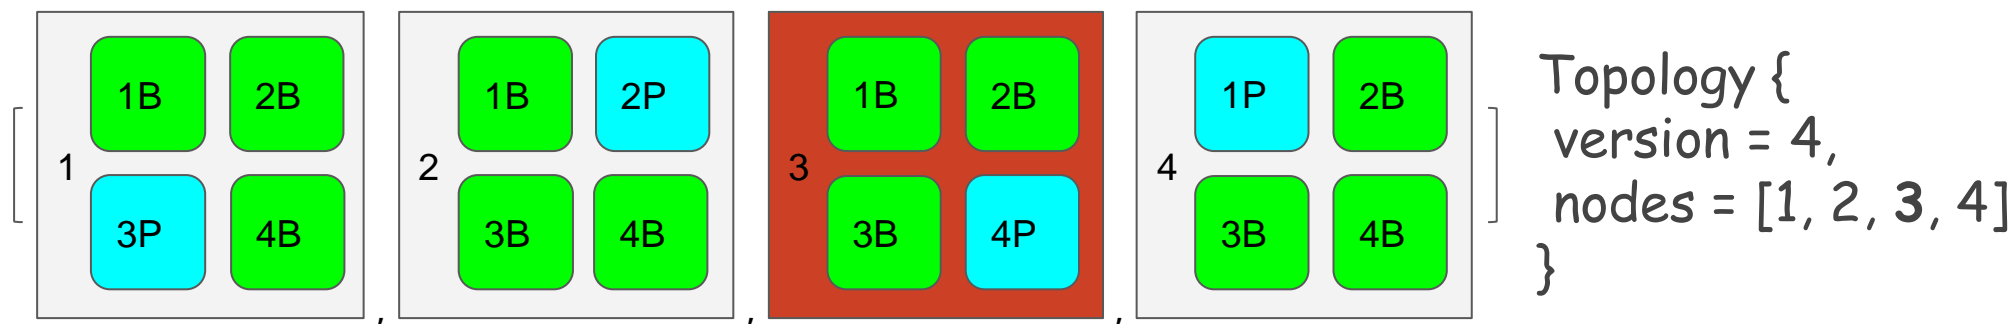 1B 2B 1B 2P 1B 2B 1P 2B
1 2 3 4
3P 4B 3B 4B 3B 4P 3B 4B
[ , , , ]
Topology {
version = 4,
nodes = [1, 2, 3, 4]
}